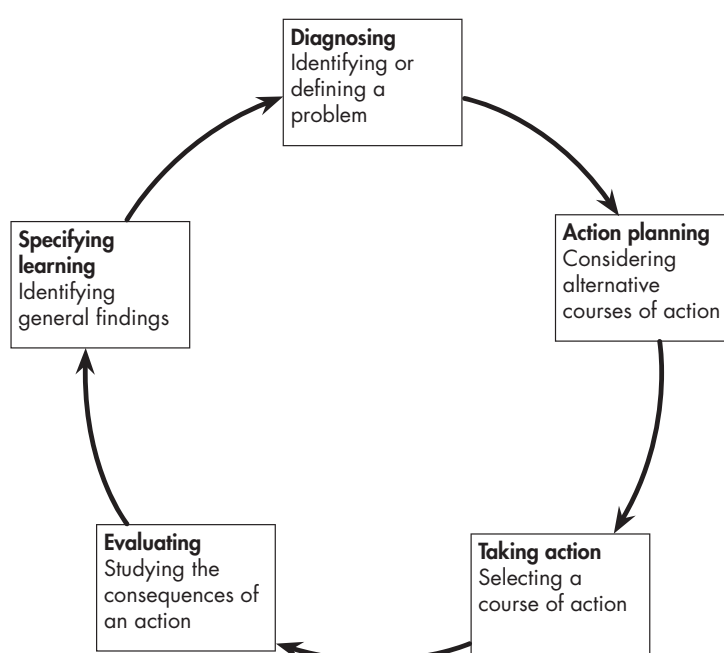 Diagnosing
Identifying or
defining a
problem
Action planning
Considering
alternative
courses of action
Taking action
Selecting a
course of action
Evaluating
Studying the
consequences of
an action
Specifying
learning
Identifying
general findings